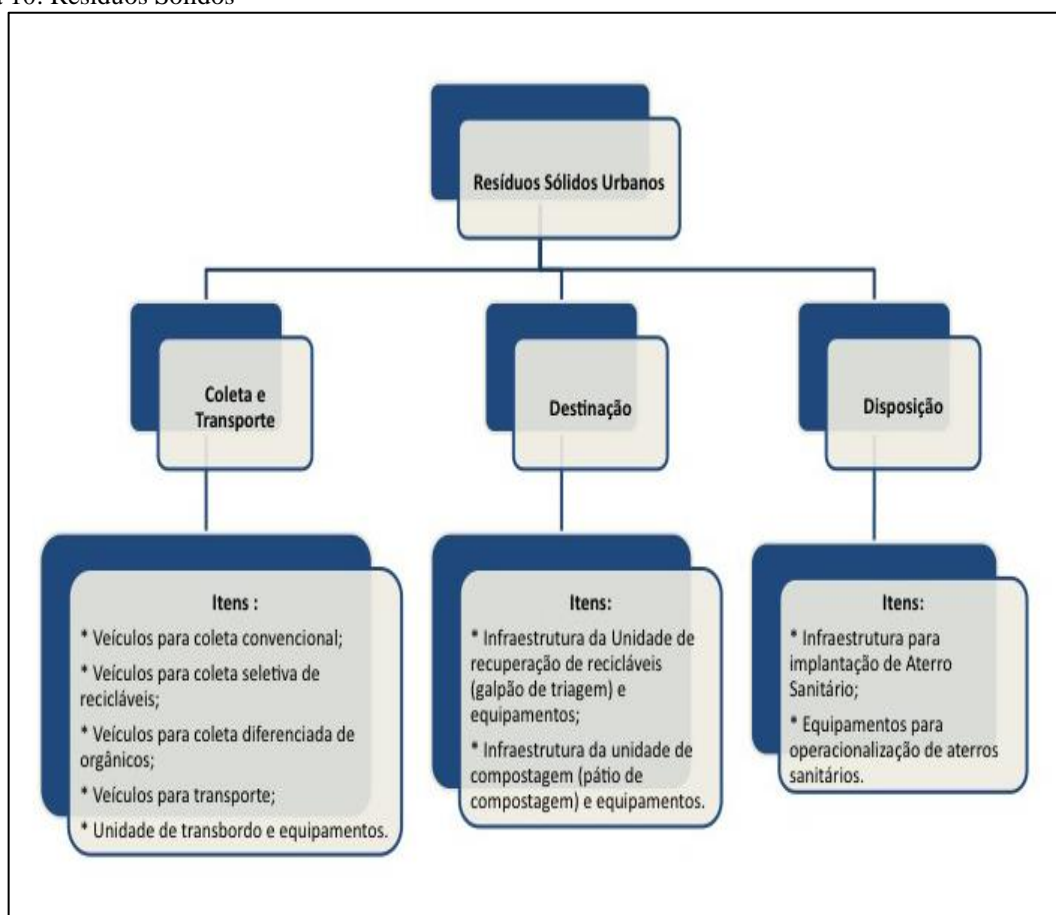 10: Resíduos Sólidos
Resíduos Sólidos Urbanos
Coleta e
Transporte
Destinação
Disposição
Itens :
* Veículos para coleta convencional;
* Veículos para coleta seletiva de
recicláveis;
* Veículos para coleta diferenciada de
orgânicos;
* Veículos para transporte;
* Unidade de transbordo e equipamentos.
Itens:
* Infraestrutura da Unidade de
recuperação de recicláveis
(galpão de triagem) e
equipamentos;
* Infraestrutura da unidade de
compostagem (pátio de
compostagem) e equipamentos.
Itens:
* Infraestrutura para
implantação de Aterro
Sanitário;
* Equipamentos para
operacionalização de aterros
sanitários.